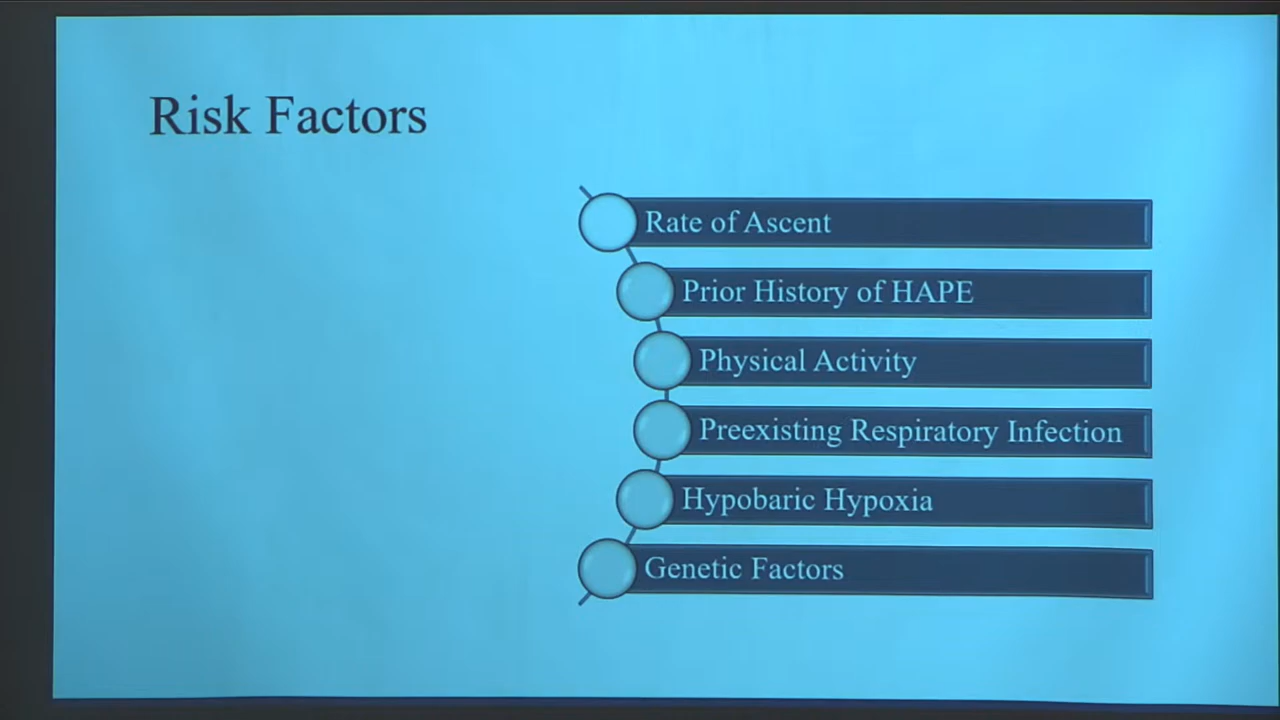 Risk Factors
Rate of Ascent
Prior History of HAPE
Physical Activity
Preexisting Respiratory Infection
Hypobaric Hypoxia
Genetic Factors